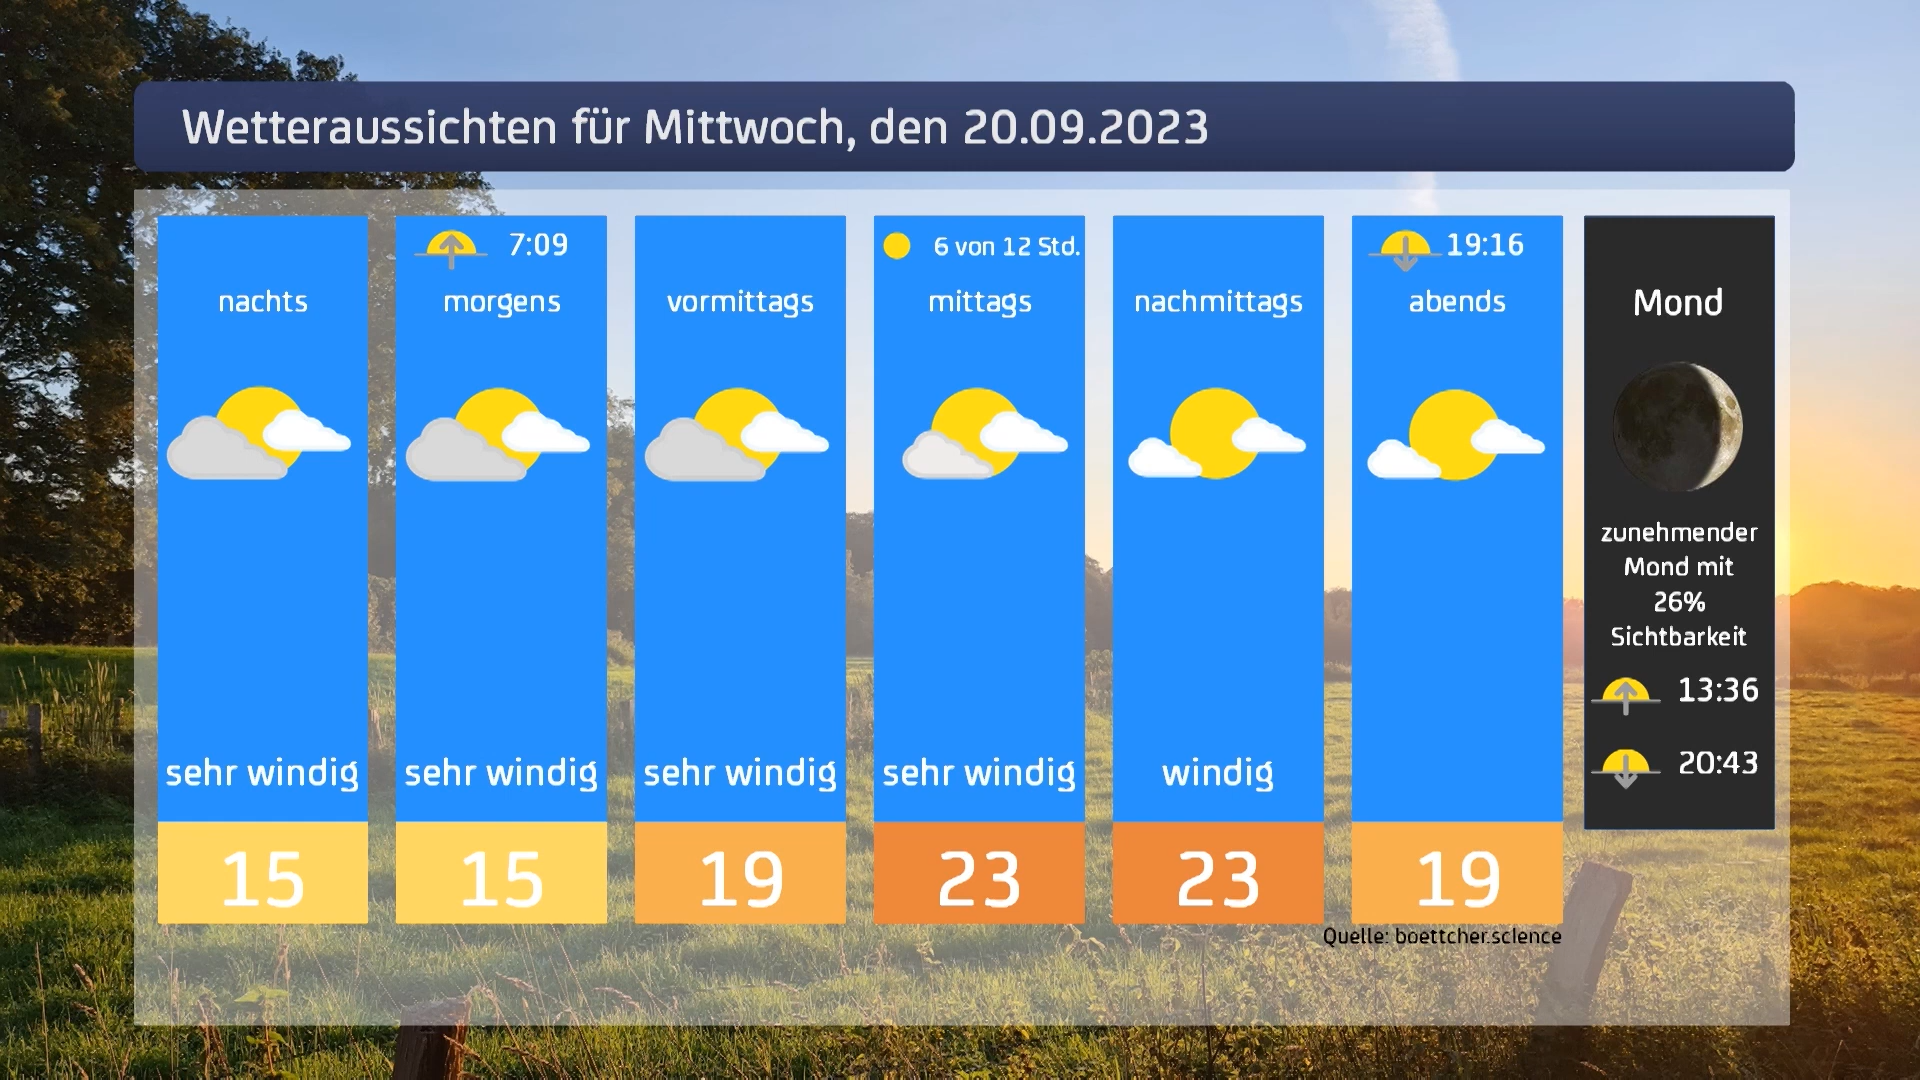 Wetteraussichten für Mittwoch, den 20.09.2023
nachts
sehr windig
15
7:09
morgens
sehr windig
15
vormittags
sehr windig
19
6 von 12 Std.
mittags
sehr windig
23
nachmittags
windig
23
19:16
abends
19
Mond
zunehmender
Mond mit
26%
Sichtbarkeit
13:36
20:43
Quelle: boettcher.science